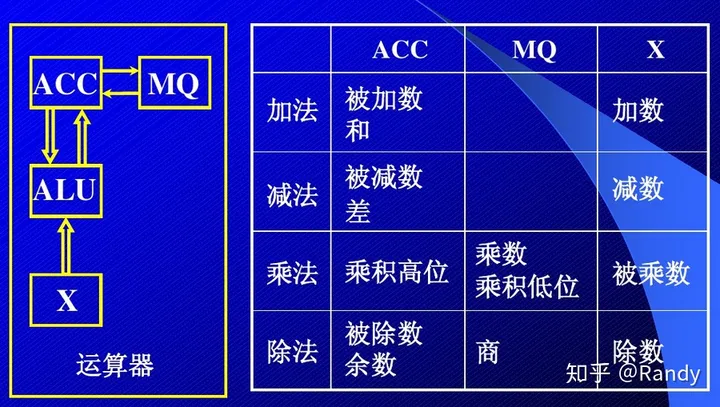 ACC
MQ
ALU
X
运算器
ACC MQ X
加法 被加数 加数
和
减法 被减数 减数
差
乘法 乘积高位 乘数 被乘数
乘积低位
除法 被除数 商 除数
余数
知乎 @Randy